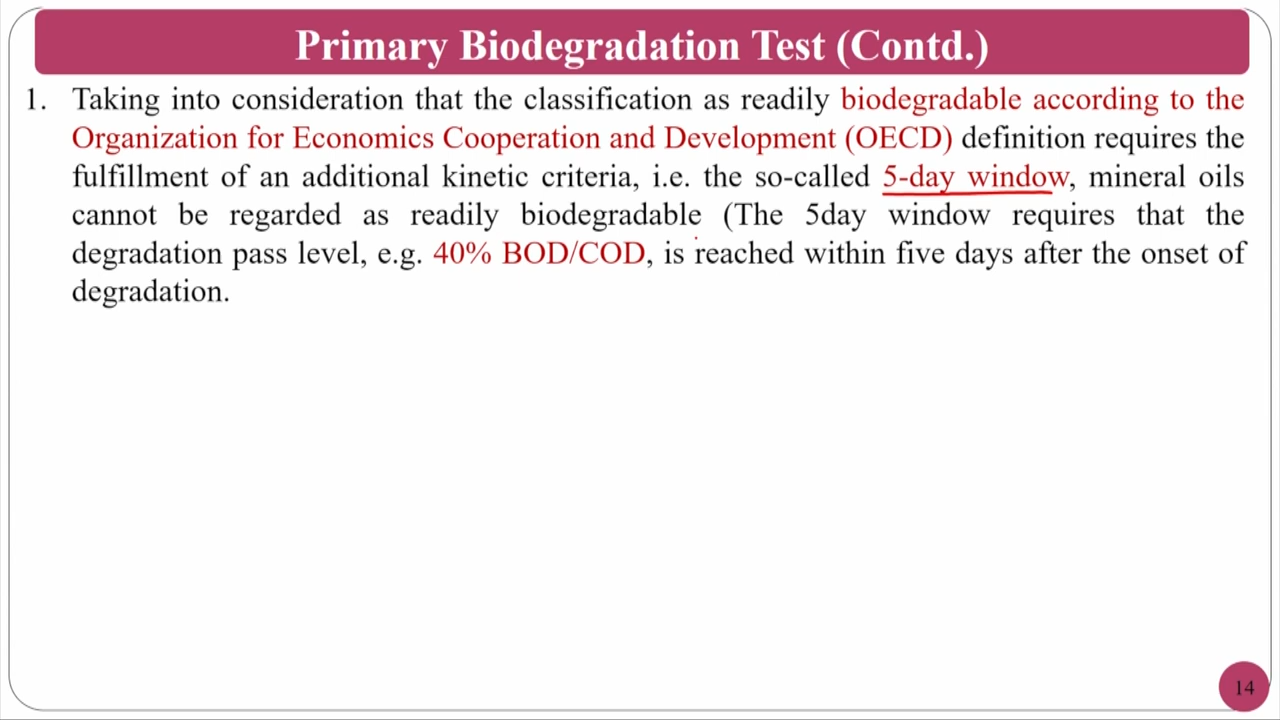 Primary Biodegradation Test (Contd.)
1. Taking into consideration that the classification as readily biodegradable according to the
Organization for Economics Cooperation and Development (OECD) definition requires the
fulfillment of an additional kinetic criteria, i.e. the so-called 5-day window, mineral oils
cannot be regarded as readily biodegradable (The 5day window requires that the
degradation pass level, e.g. 40% BOD/COD, is reached within five days after the onset of
degradation.
14